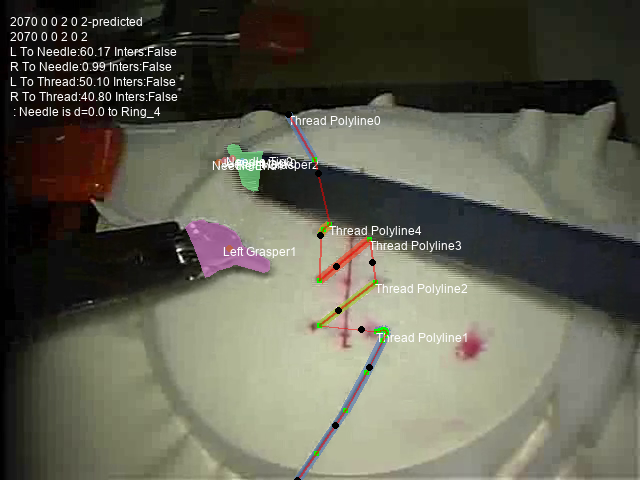 2070 0 0 2 0 2-predicted
2070 0 0 2 0 2
L To Needle:60.17 Inters:False
R To Needle:0.99 Inters:False
L To Thread:50.10 Inters:False
R To Thread:40.80 Inters:False
: Needle is d=0.0 to Ring_4
Thread Polyline0
Left Grasper1
Thread Polyline4
Thread Polyline3
Thread Polyline2
Thread Polyline1